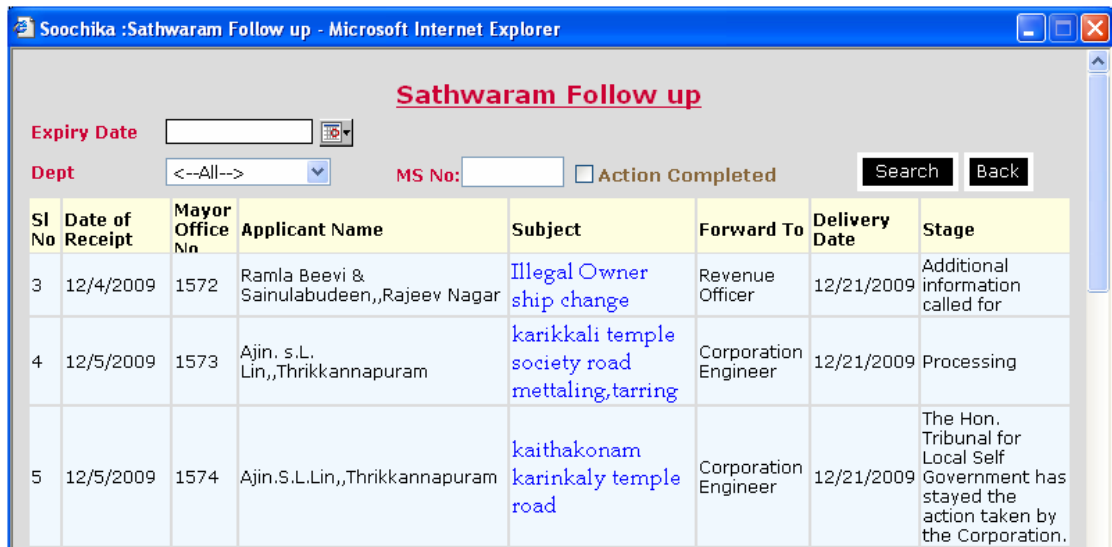 Soochika :Sathwaram Follow up - Microsoft Internet Explorer
Sathwaram Follow up
Expiry Date
Dept <--All--> MS No: Action Completed Search Back
Sl No Date of Receipt Mayor Office No Applicant Name Subject Forward To Delivery Date Stage
3 12/4/2009 1572 Ramla Beevi & Sainulabudeen,,Rajeev Nagar Illegal Owner ship change Revenue Officer 12/21/2009 Additional information called for
4 12/5/2009 1573 Ajin. s.L. Lin,,Thrikkannapuram karikkali temple society road mettaling,tarring Corporation Engineer 12/21/2009 Processing
5 12/5/2009 1574 Ajin.S.L.Lin,,Thrikkannapuram kaithakonam karinkaly temple road Corporation Engineer 12/21/2009 The Hon. Tribunal for Local Self Government has stayed the action taken by the Corporation.